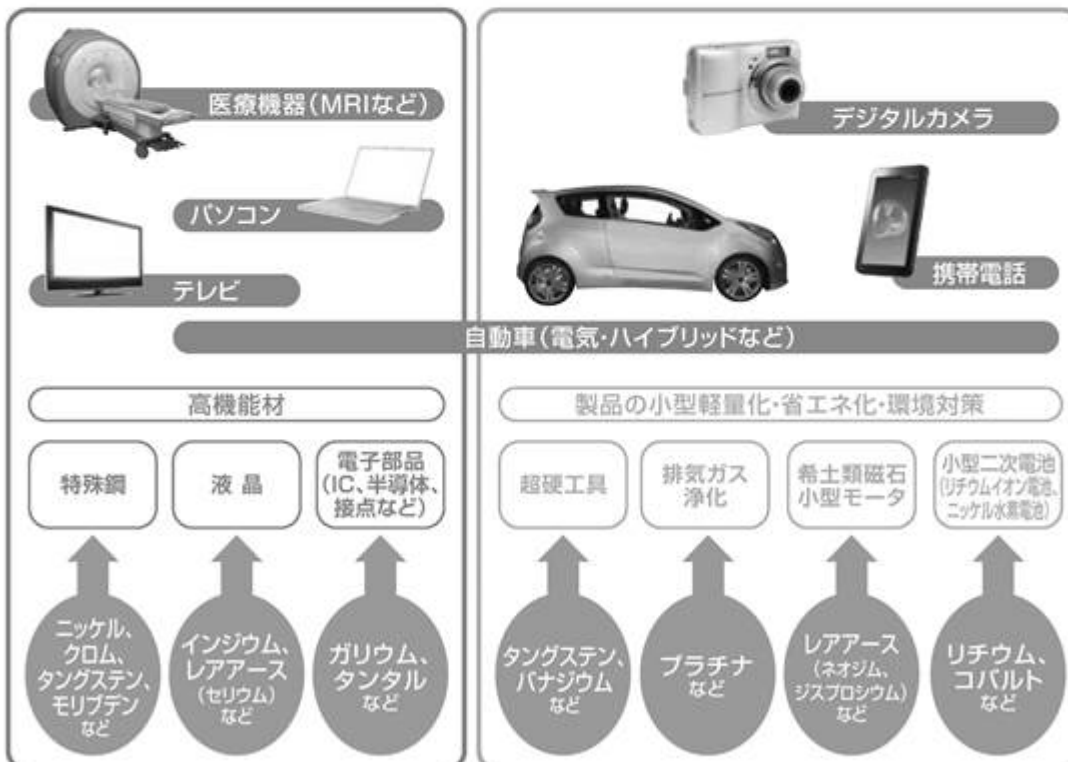 医療機器(MRIなど)
パソコン
テレビ
デジタルカメラ
携帯電話
自動車(電気・ハイブリッドなど)
高機能材
特殊鋼
液晶
電子部品
(IC、半導体、
接点など)
ニッケル、
クロム、
タングステン、
モリブデン
など
インジウム、
レアアース
(セリウム)
など
ガリウム、
タンタル
など
製品の小型軽量化・省エネ化・環境対策
超硬工具
排気ガス
浄化
希土類磁石
小型モータ
小型二次電池
(リチウムイオン電池、
ニッケル水素電池)
タングステン、
バナジウム
など
プラチナ
など
レアアース
(ネオジム、
ジスプロシウム)
など
リチウム、
コバルト
など